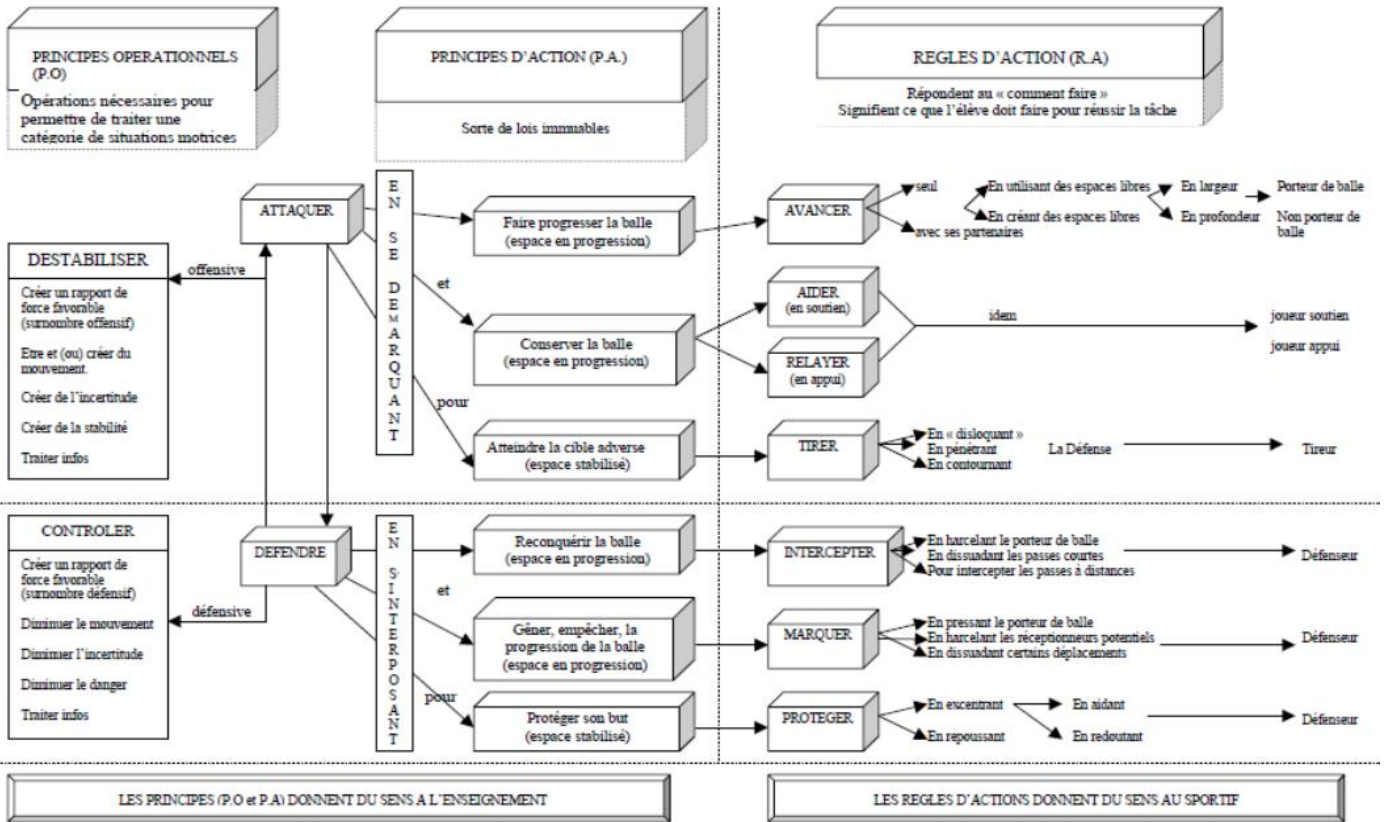 PRINCIPES OPERATIONNELS
(P.O)
Opérations nécessaires pour
permettre de traiter une
catégorie de situations motrices
PRINCIPES D'ACTION (P.A.)
Sorte de lois immuables
REGLES D'ACTION (R.A)
Répondent au « comment faire »
Signifient ce que l'élève doit faire pour réussir la tâche
DESTABILISER
Créer un rapport de
force favorable
(surnombre offensif)
Etre et (ou) créer du
mouvement.
Créer de l'incertitude
Créer de la stabilité
Traiter infos
offensive
ATTAQUER
EN SE DEMARQUANT
et
pour
Faire progresser la balle
(espace en progression)
Conserver la balle
(espace en progression)
Atteindre la cible adverse
(espace stabilisé)
AVANCER
seul
avec ses partenaires
En utilisant des espaces libres
En créant des espaces libres
En largeur
En profondeur
Porteur de balle
Non porteur de
balle
AIDER
(en soutien)
RELAYER
(en appui)
idem
joueur soutien
joueur appui
TIRER
En « disloquant »
En pénétrant
En contournant
La Défense
Tireur
CONTROLER
Créer un rapport de
force favorable
(surnombre défensif)
Diminuer le mouvement
Diminuer l'incertitude
Diminuer le danger
Traiter infos
défensive
DEFENDRE
EN S'INTERPOSANT
et
pour
Reconquérir la balle
(espace en progression)
Gêner, empêcher, la
progression de la balle
(espace en progression)
Protéger son but
(espace stabilisé)
INTERCEPTER
En harcelant le porteur de balle
En dissuadant les passes courtes
Pour intercepter les passes à distances
Défenseur
MARQUER
En pressant le porteur de balle
En harcelant les réceptionneurs potentiels
En dissuadant certains déplacements
Défenseur
PROTEGER
En excentrant
En repoussant
En aidant
En redoutant
Défenseur
LES PRINCIPES (P.O et P.A) DONNENT DU SENS A L'ENSEIGNEMENT
LES REGLES D'ACTIONS DONNENT DU SENS AU SPORTIF